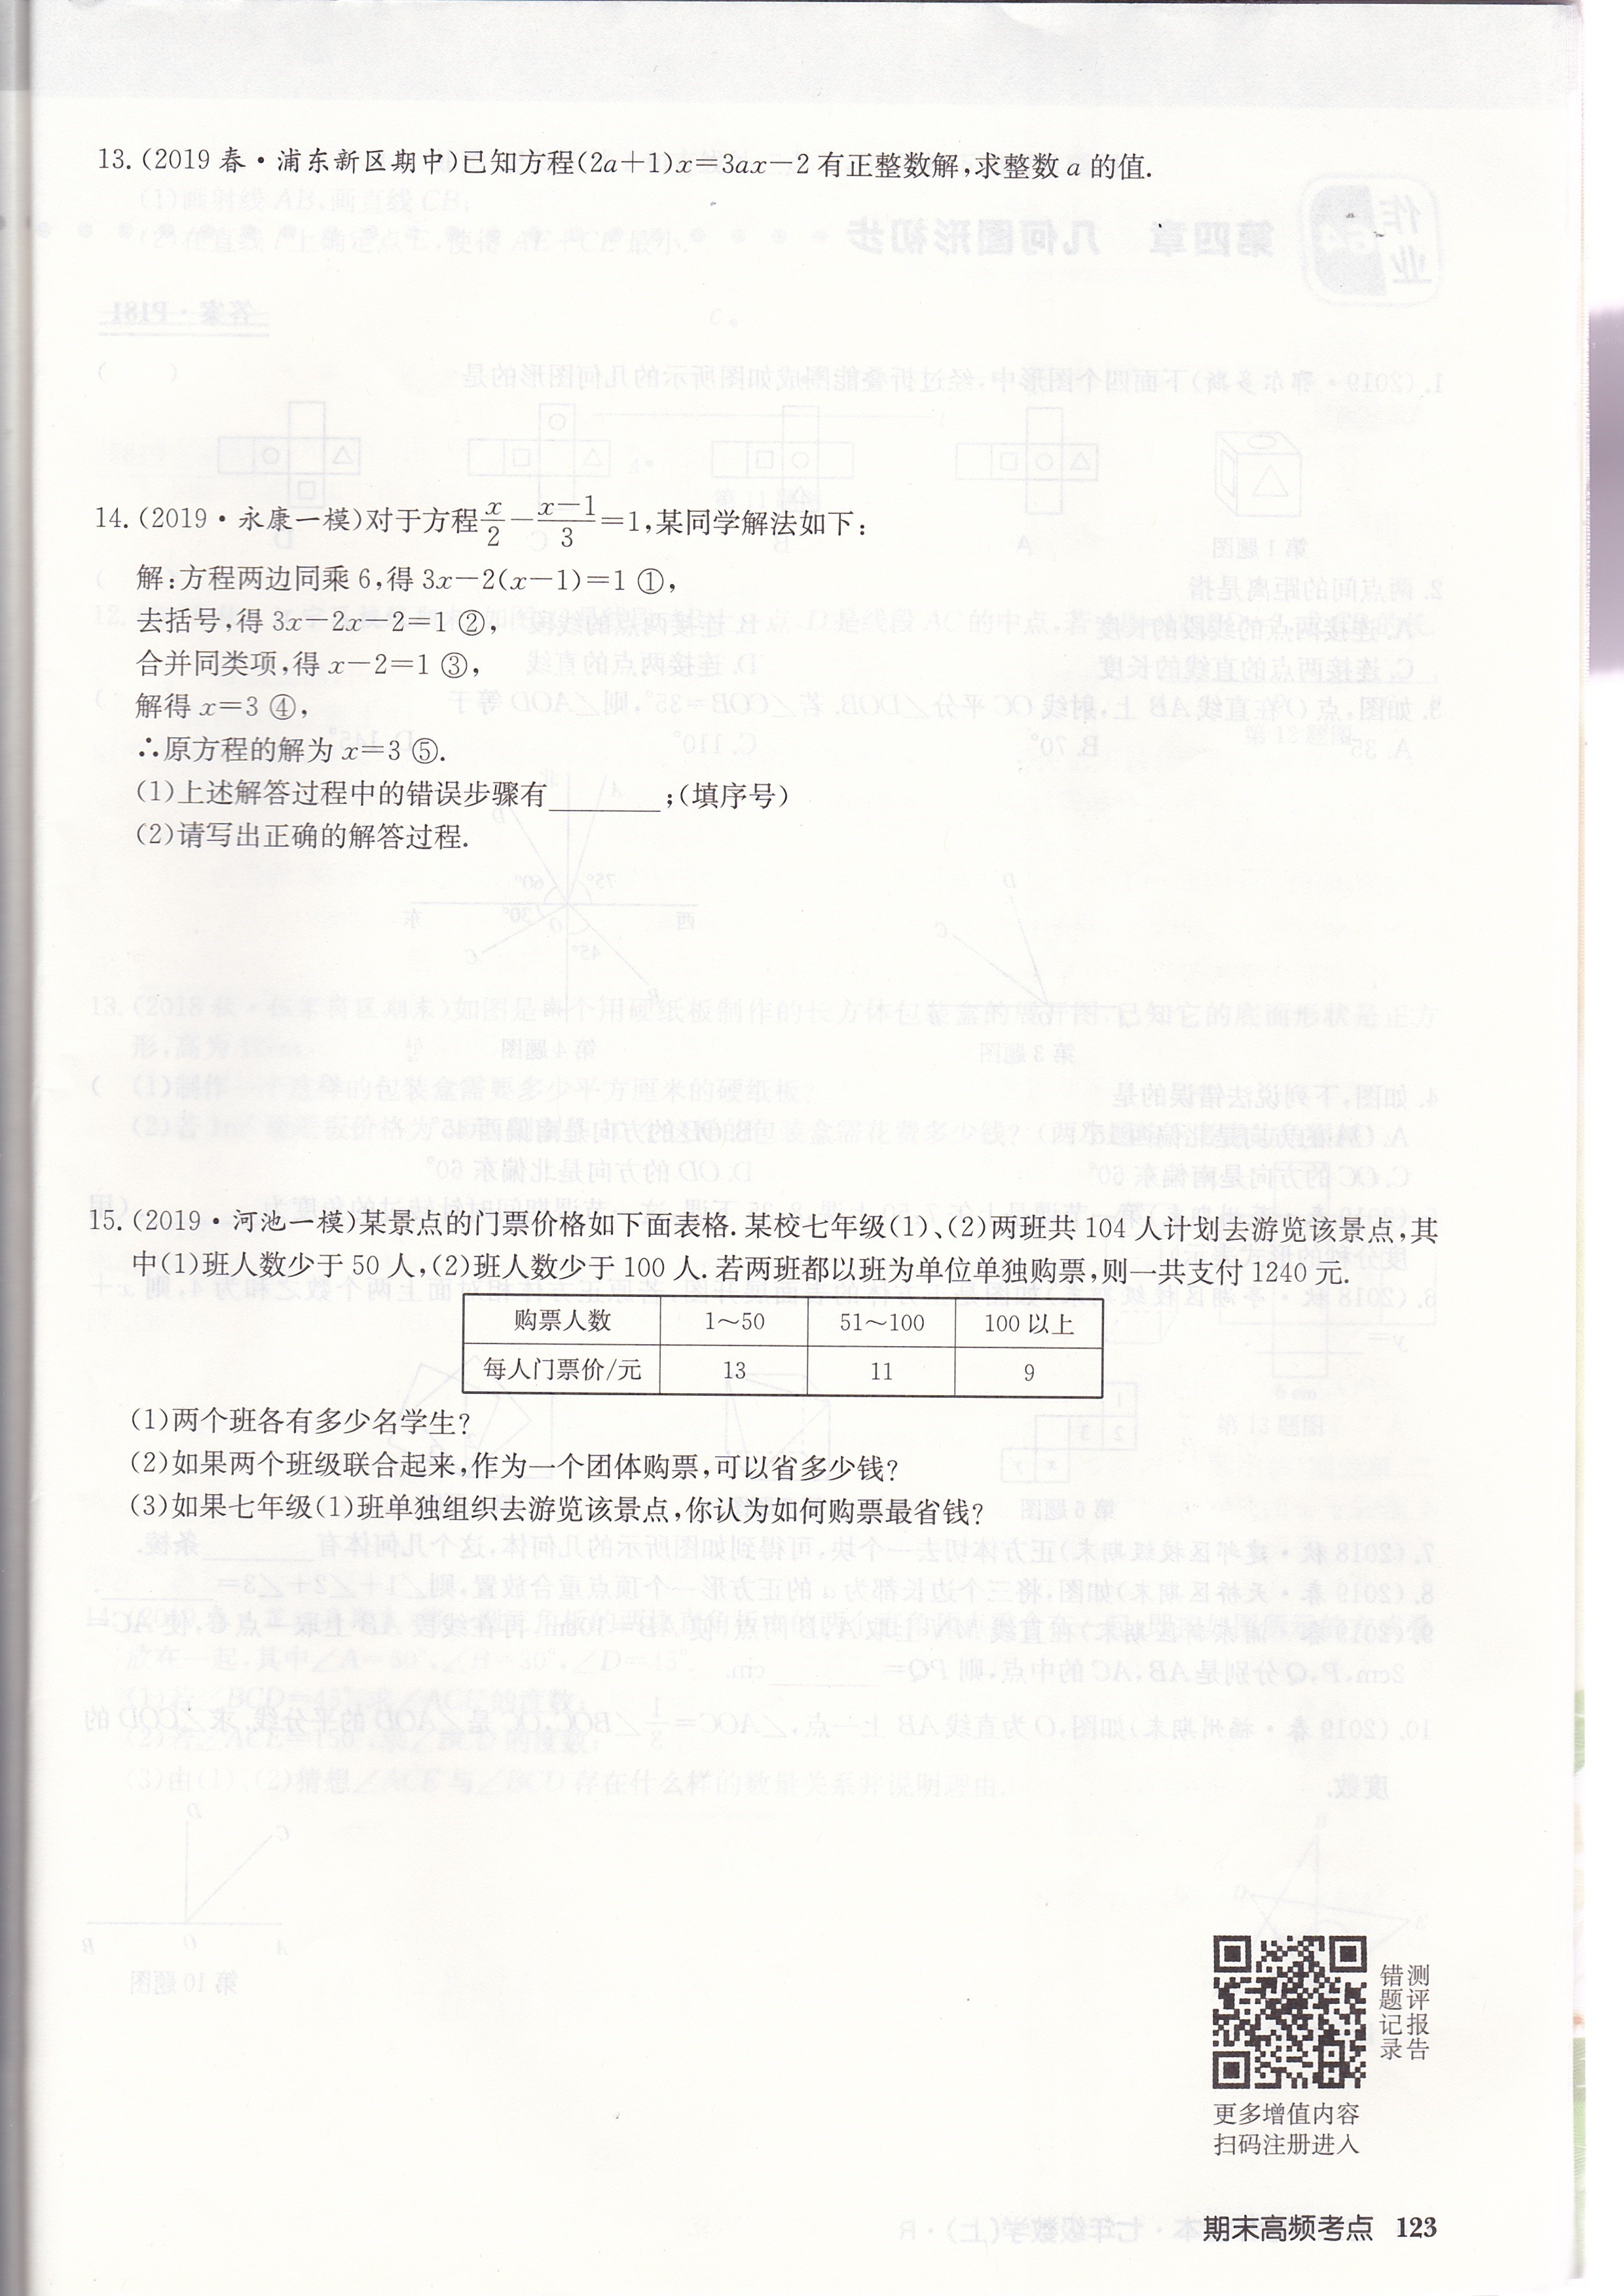 13.(2019春·浦东新区期中)已知方程(2a+1)x=3ax-2有正整数解,求整数a的值.
14.(2019·永康一模)对于方程x/2-(x-1)/3=1,某同学解法如下:
解:方程两边同乘6,得3x-2(x-1)=1 ①,
去括号,得3x-2x-2=1 ②,
合并同类项,得x-2=1 ③,
解得x=3 ④,
∴原方程的解为x=3 ⑤.
(1)上述解答过程中的错误步骤有________;(填序号)
(2)请写出正确的解答过程.
15.(2019·河池一模)某景点的门票价格如下面表格.某校七年级(1)、(2)两班共104人计划去游览该景点,其
中(1)班人数少于50人,(2)班人数少于100人.若两班都以班为单位单独购票,则一共支付1240元.
购票人数 1~50 51~100 100以上
每人门票价/元 13 11 9
(1)两个班各有多少名学生?
(2)如果两个班级联合起来,作为一个团体购票,可以省多少钱?
(3)如果七年级(1)班单独组织去游览该景点,你认为如何购票最省钱?
错题记录
测评报告
更多增值内容
扫码注册进入
期末高频考点 123